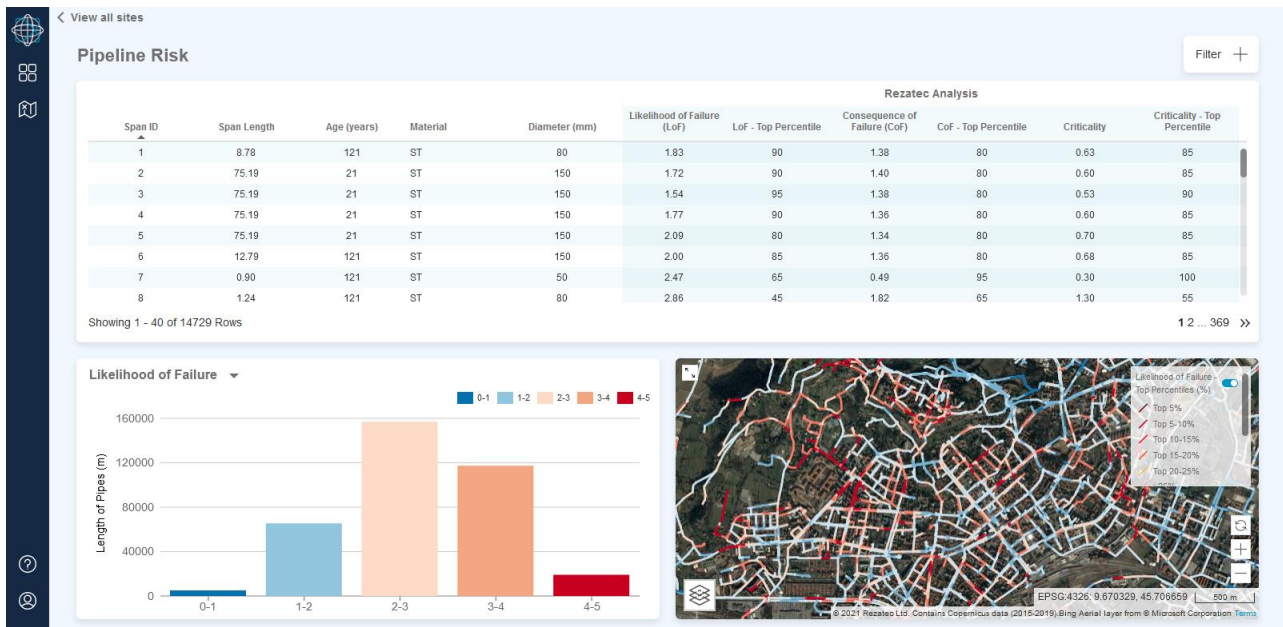 View all sites
Pipeline Risk
Filter
Rezatec Analysis
Span ID Span Length Age (years) Material Diameter (mm) Likelihood of Failure (LoF) LoF - Top Percentile Consequence of Failure (CoF) CoF - Top Percentile Criticality Criticality - Top Percentile
1 8.78 121 ST 80 1.83 90 1.38 80 0.63 85
2 75.19 21 ST 150 1.72 90 1.40 80 0.60 85
3 75.19 21 ST 150 1.54 95 1.38 80 0.53 90
4 75.19 21 ST 150 1.77 90 1.36 80 0.60 85
5 75.19 21 ST 150 2.09 80 1.34 80 0.70 85
6 12.79 121 ST 150 2.00 85 1.36 80 0.68 85
7 0.90 121 ST 50 2.47 65 0.49 95 0.30 100
8 1.24 121 ST 80 2.86 45 1.82 65 1.30 55
Showing 1 - 40 of 14729 Rows
1 2 ... 369 »
Likelihood of Failure
0-1 1-2 2-3 3-4 4-5
Length of Pipes (m)
160000
120000
80000
40000
0
0-1 1-2 2-3 3-4 4-5
Likelihood of Failure -
Top Percentiles (%)
Top 5%
Top 5-10%
Top 10-15%
Top 15-20%
Top 20-25%
EPSG:4326: 9.670329, 45.706659 500 m
© 2021 Rezatec Ltd. Contains Copernicus data (2015-2019).Bing Aerial layer from © Microsoft Corporation Terms